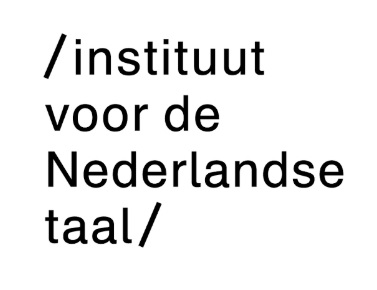 /instituut
voor de
Nederlandse
taal/